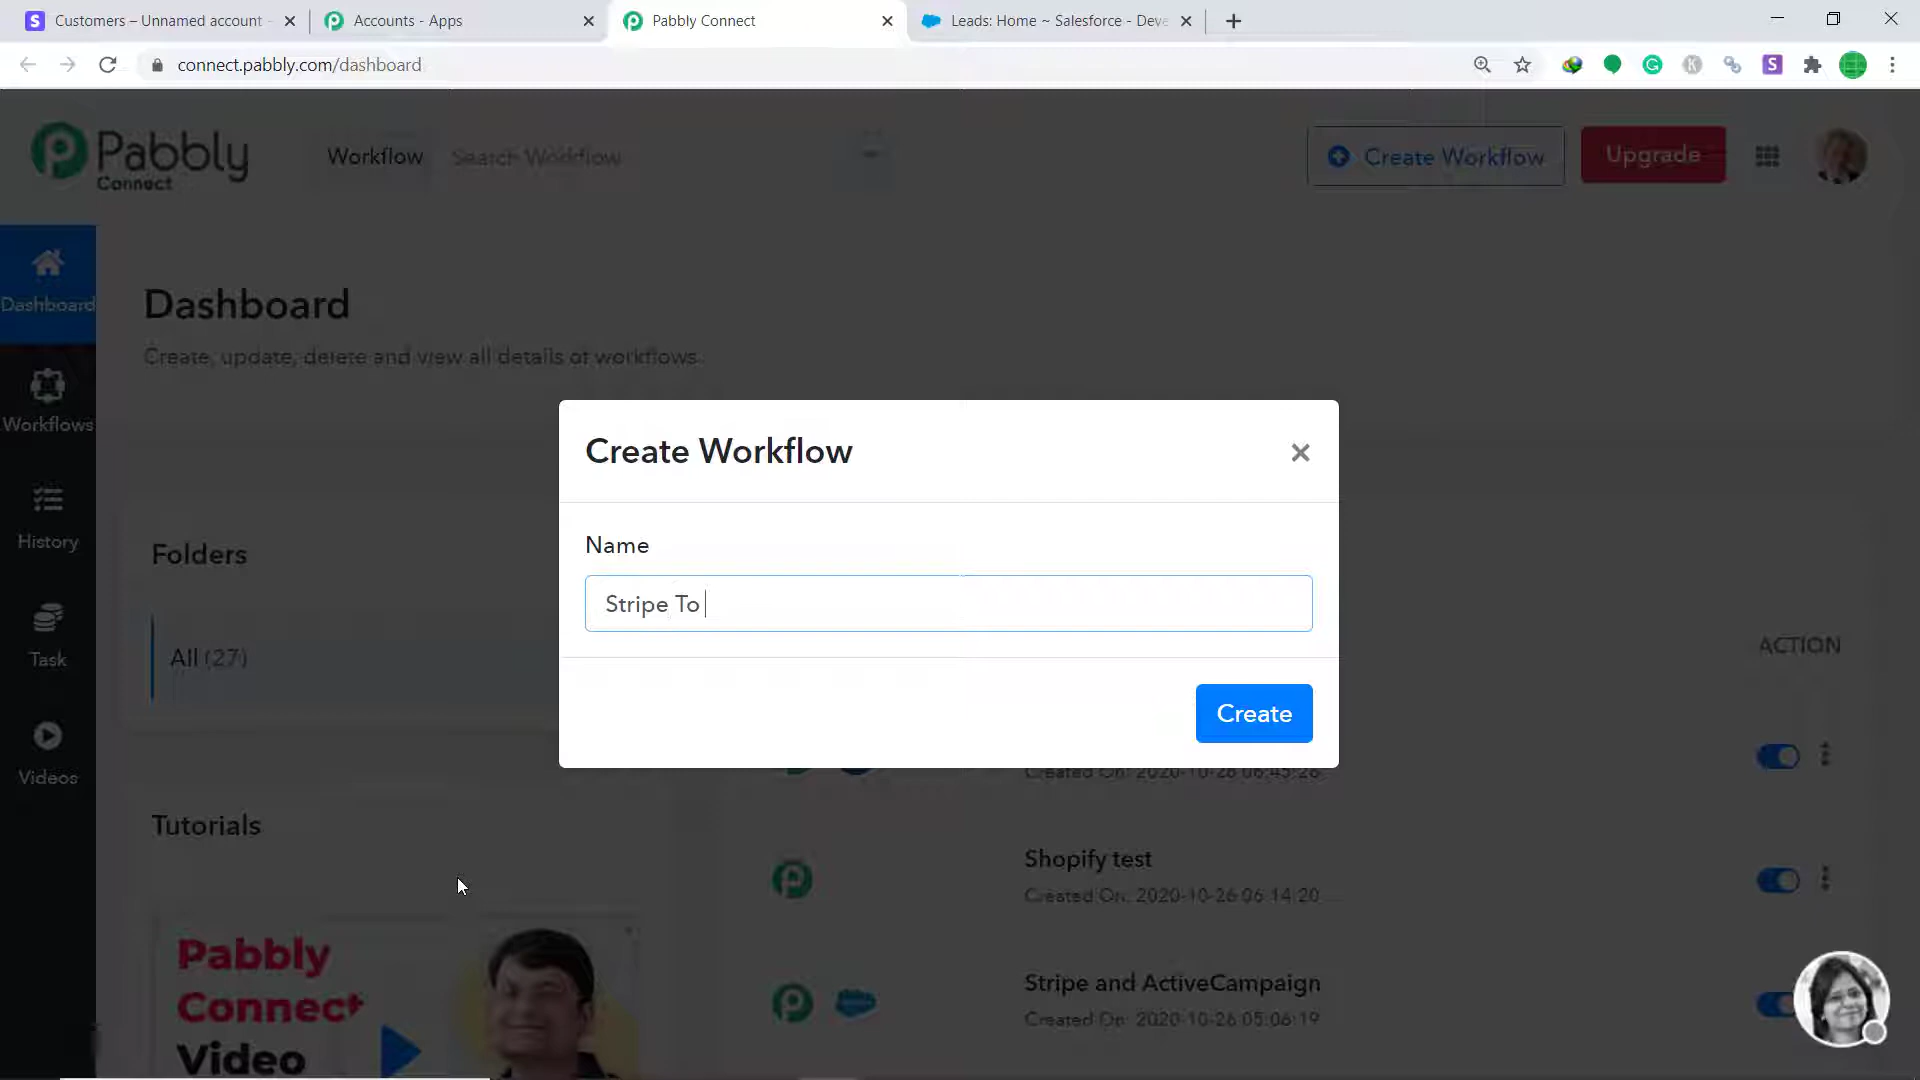 Customers – Unnamed account -
Accounts - Apps
Pabbly Connect
Leads: Home ~ Salesforce - Deve
connect.pabbly.com/dashboard
Pabbly
Connect
Workflow
Search Workflow
Create Workflow
Upgrade
Dashboard
Workflows
History
Task
Videos
Dashboard
Create, update, delete and view all details of workflows.
Folders
All (27)
Tutorials
Pabbly
Connect
Video
Create Workflow
Name
Stripe To
Create
ACTION
Created On: 2020-10-26 06:45:26
Shopify test
Created On: 2020-10-26 06:14:20
Stripe and ActiveCampaign
Created On: 2020-10-26 05:06:19